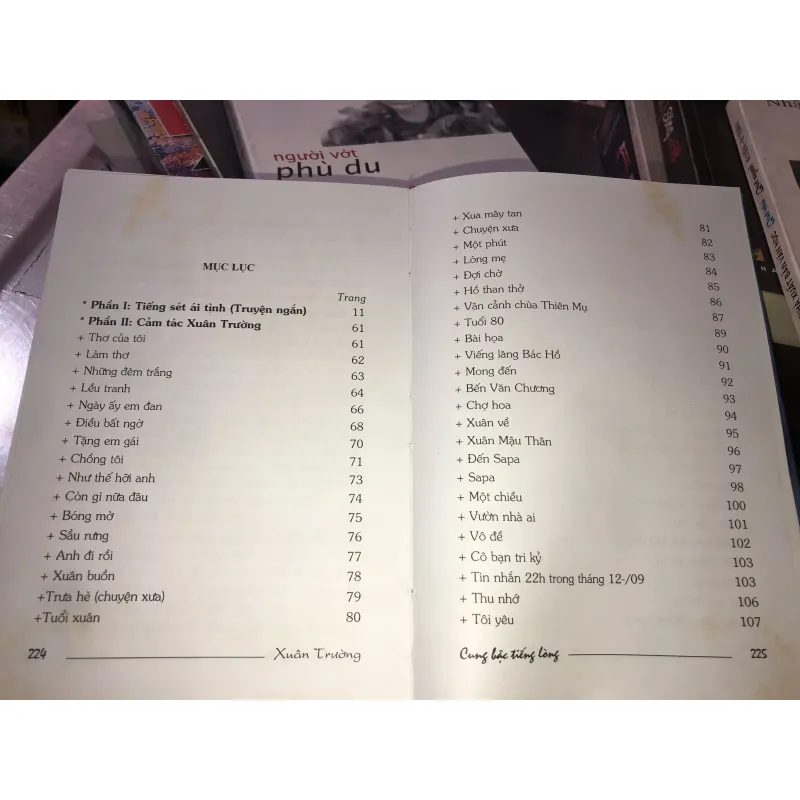 người vớt
phù du
MỤC LỤC
Trang
* Phần I: Tiếng sét ái tình (Truyện ngắn) 11
* Phần II: Cảm tác Xuân Trường 61
+ Thơ của tôi 61
+ Làm thơ 62
+ Những đêm trắng 63
+ Lều tranh 64
+ Ngày ấy em đan 66
+ Điều bất ngờ 68
+ Tặng em gái 70
+ Chồng tôi 71
+ Như thế hỡi anh 73
+ Còn gì nữa đâu 74
+ Bóng mờ 75
+ Sầu rưng 76
+ Anh đi rồi 77
+ Xuân buồn 78
+Trưa hè (chuyện xưa) 79
+Tuổi xuân 80
224 Xuân Trường
+ Xua mây tan 81
+ Chuyện xưa 82
+ Một phút 83
+ Lòng mẹ 84
+ Đợi chờ 85
+ Hồ than thở 86
+ Văn cảnh chùa Thiên Mụ 87
+ Tuổi 80 89
+ Bài họa 90
+ Viếng lăng Bác Hồ 91
+ Mong đến 92
+ Bến Văn Chương 93
+ Chợ hoa 94
+ Xuân về 95
+ Xuân Mậu Thân 96
+ Đến Sapa 97
+ Sapa 98
+ Một chiều 100
+ Vườn nhà ai 101
+ Vô đề 102
+ Cô bạn tri kỷ 103
+ Tin nhắn 22h trong tháng 12-/09 103
+ Thu nhớ 106
+ Tôi yêu 107
Cung bậc tiếng lòng 225